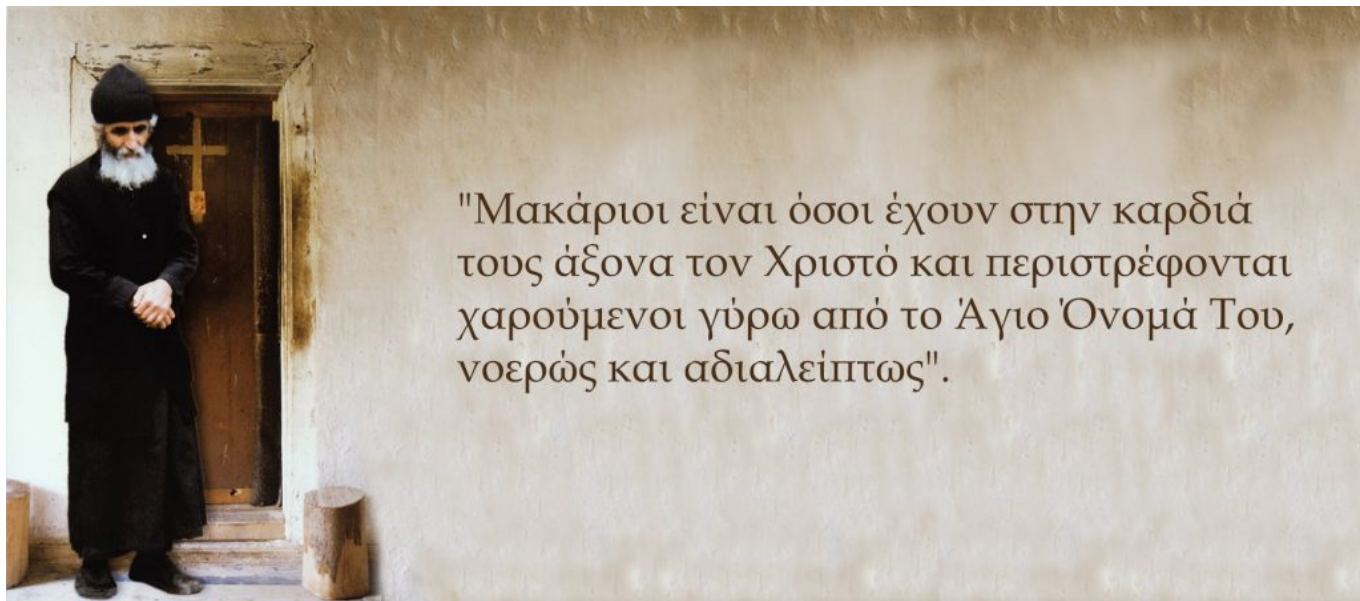 "Μακάριοι είναι όσοι έχουν στην καρδιά
τους άξονα τον Χριστό και περιστρέφονται
χαρούμενοι γύρω από το Άγιο Όνομά Του,
νοερώς και αδιαλείπτως".